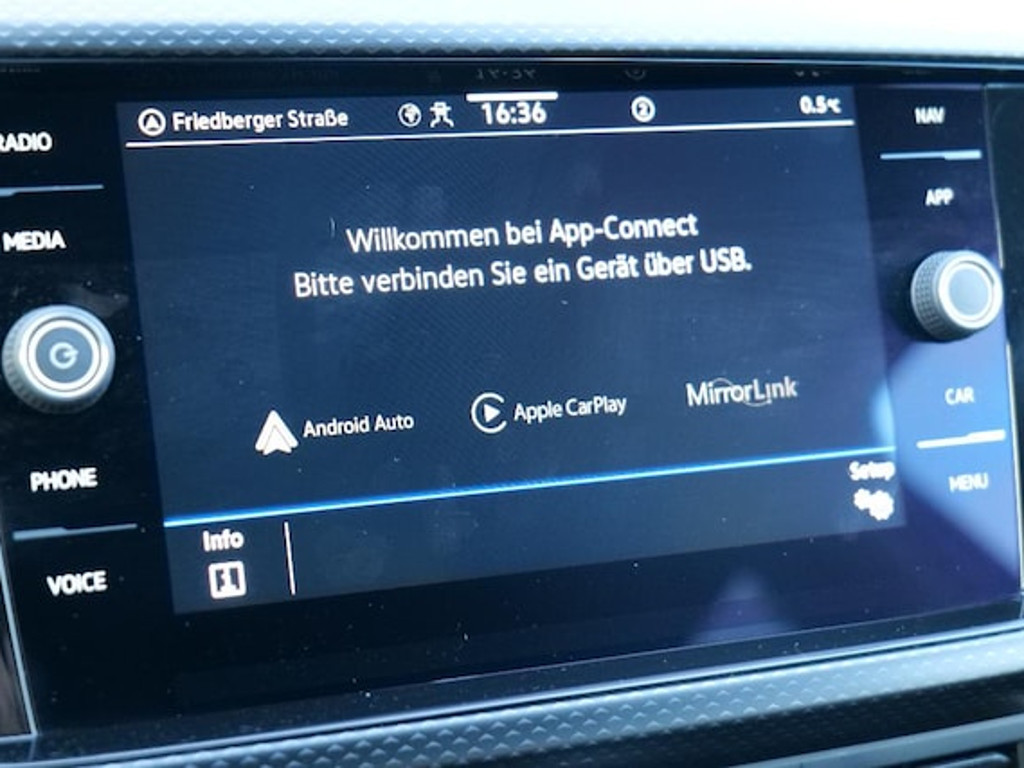 Friedberger Straße 16:36 2 0.5°C
RADIO
MEDIA
PHONE
VOICE
Willkommen bei App-Connect
Bitte verbinden Sie ein Gerät über USB.
Android Auto Apple CarPlay MirrorLink
Setup
Info
NAV
APP
CAR
MENU